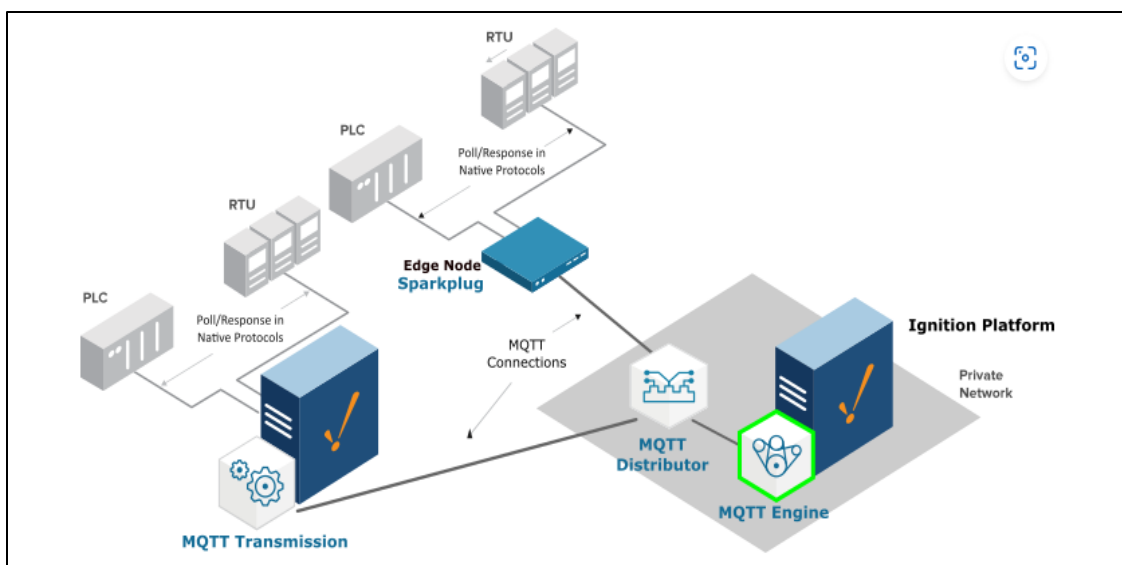 RTU
PLC
Poll/Response in
Native Protocols
RTU
Edge Node
Sparkplug
PLC
Poll/Response in
Native Protocols
MQTT
Connections
Ignition Platform
Private
Network
MQTT
Distributor
MQTT Engine
MQTT Transmission